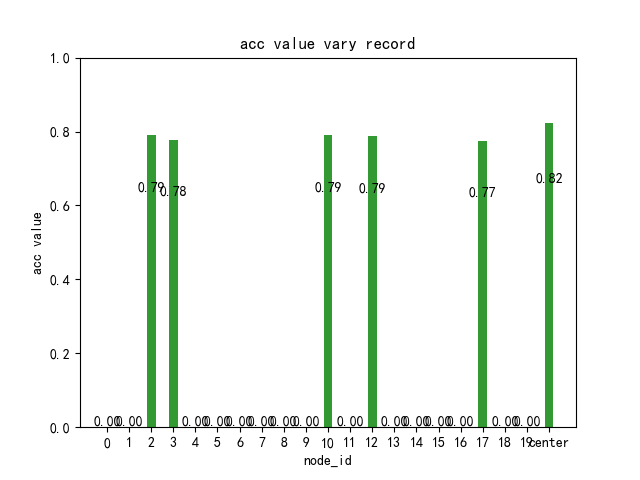 acc value vary record
1.0
0.8
0.6
0.4
0.2
0.0
acc value
0.00 0.00 0.79 0.78 0.00 0.00 0.00 0.00 0.00 0.00 0.79 0.00 0.79 0.00 0.00 0.00 0.00 0.77 0.00 0.00 0.82
0 1 2 3 4 5 6 7 8 9 10 11 12 13 14 15 16 17 18 19 center
node_id